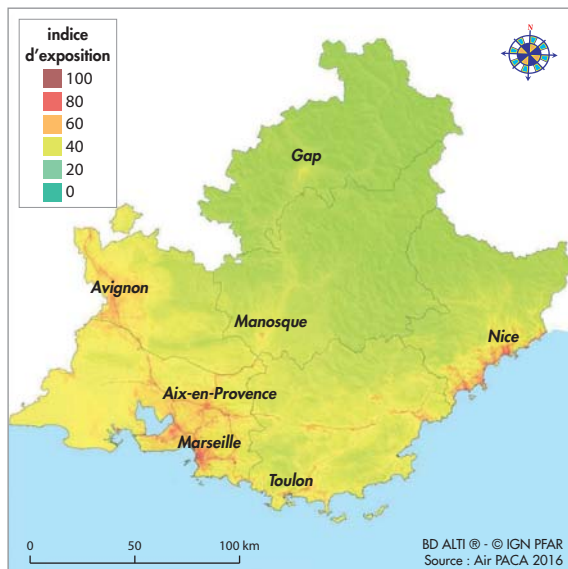 indice
d'exposition
100
80
60
40
20
0
N
Gap
Avignon
Manosque
Nice
Aix-en-Provence
Marseille
Toulon
0 50 100 km
BD ALTI ® - © IGN PFAR
Source : Air PACA 2016